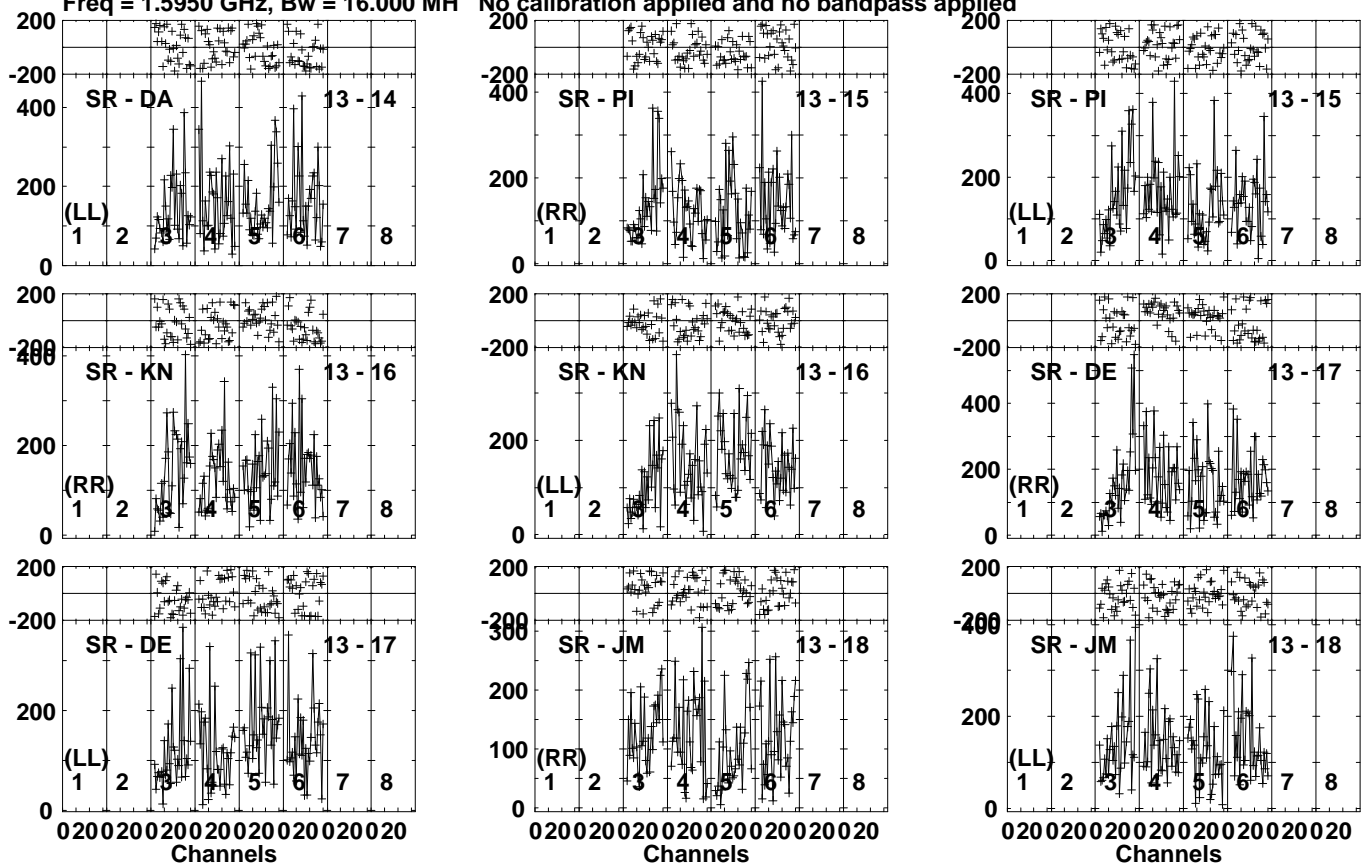 Freq = 1.5950 GHz, Bw = 16.000 MH No calibration applied and no bandpass applied
200 200 200
-200 -200 -200
SR - DA 13 - 14 SR - PI 13 - 15 SR - PI 13 - 15
400 400 400
200 200 200
(LL) (RR) (LL)
1 2 3 4 5 6 7 8 1 2 3 4 5 6 7 8 1 2 3 4 5 6 7 8
0 0 0
200 200 200
-200 -200 -200
400
SR - KN 13 - 16 SR - KN 13 - 16 SR - DE 13 - 17
400
200 200 200
(RR) (LL) (RR)
1 2 3 4 5 6 7 8 1 2 3 4 5 6 7 8 1 2 3 4 5 6 7 8
0 0 0
200 200 200
-200 -200 -200
300 400
SR - DE 13 - 17 SR - JM 13 - 18 SR - JM 13 - 18
200 200 200
100
(LL) (RR) (LL)
1 2 3 4 5 6 7 8 1 2 3 4 5 6 7 8 1 2 3 4 5 6 7 8
0 0 0
0 20 0 20 0 20 0 20 0 20 0 20 0 20 0 20 0 20 0 20 0 20 0 20 0 20 0 20 0 20 0 20 0 20 0 20 0 20 0 20 0 20 0 20 0 20 0 20
Channels Channels Channels